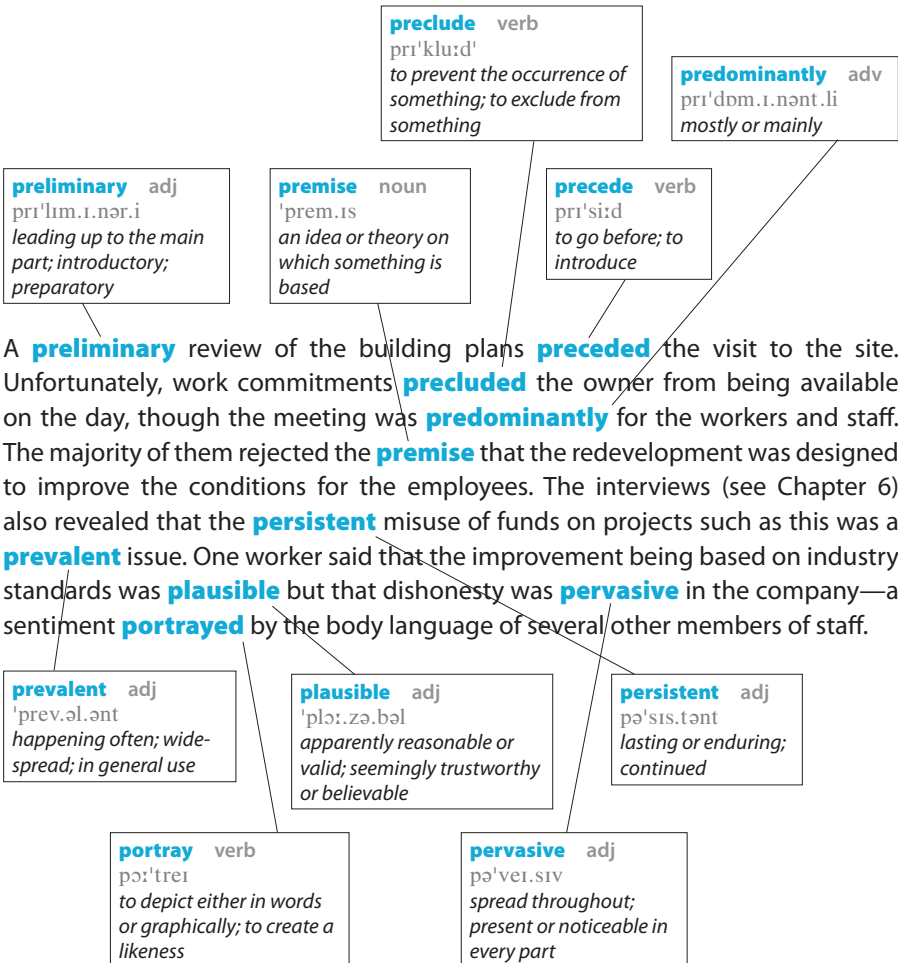 preclude verb
prɪˈkluːdˈ
to prevent the occurrence of
something; to exclude from
something
predominantly adv
prɪˈdɒm.ɪ.nənt.li
mostly or mainly
preliminary adj
prɪˈlɪm.ɪ.nər.i
leading up to the main
part; introductory;
preparatory
premise noun
ˈprem.ɪs
an idea or theory on
which something is
based
precede verb
prɪˈsiːd
to go before; to
introduce
A preliminary review of the building plans preceded the visit to the site.
Unfortunately, work commitments precluded the owner from being available
on the day, though the meeting was predominantly for the workers and staff.
The majority of them rejected the premise that the redevelopment was designed
to improve the conditions for the employees. The interviews (see Chapter 6)
also revealed that the persistent misuse of funds on projects such as this was a
prevalent issue. One worker said that the improvement being based on industry
standards was plausible but that dishonesty was pervasive in the company—a
sentiment portrayed by the body language of several other members of staff.
prevalent adj
ˈprev.əl.ənt
happening often; wide-
spread; in general use
plausible adj
ˈplɔː.zə.bəl
apparently reasonable or
valid; seemingly trustworthy
or believable
persistent adj
pəˈsɪs.tənt
lasting or enduring;
continued
portray verb
pɔːˈtreɪ
to depict either in words
or graphically; to create a
likeness
pervasive adj
pəˈveɪ.sɪv
spread throughout;
present or noticeable in
every part